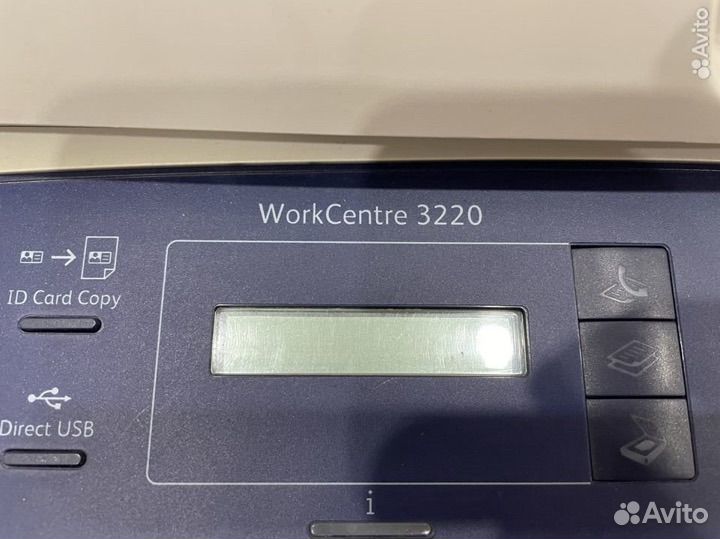 Avito
WorkCentre 3220
ID Card Copy
Direct USB
i
Avito